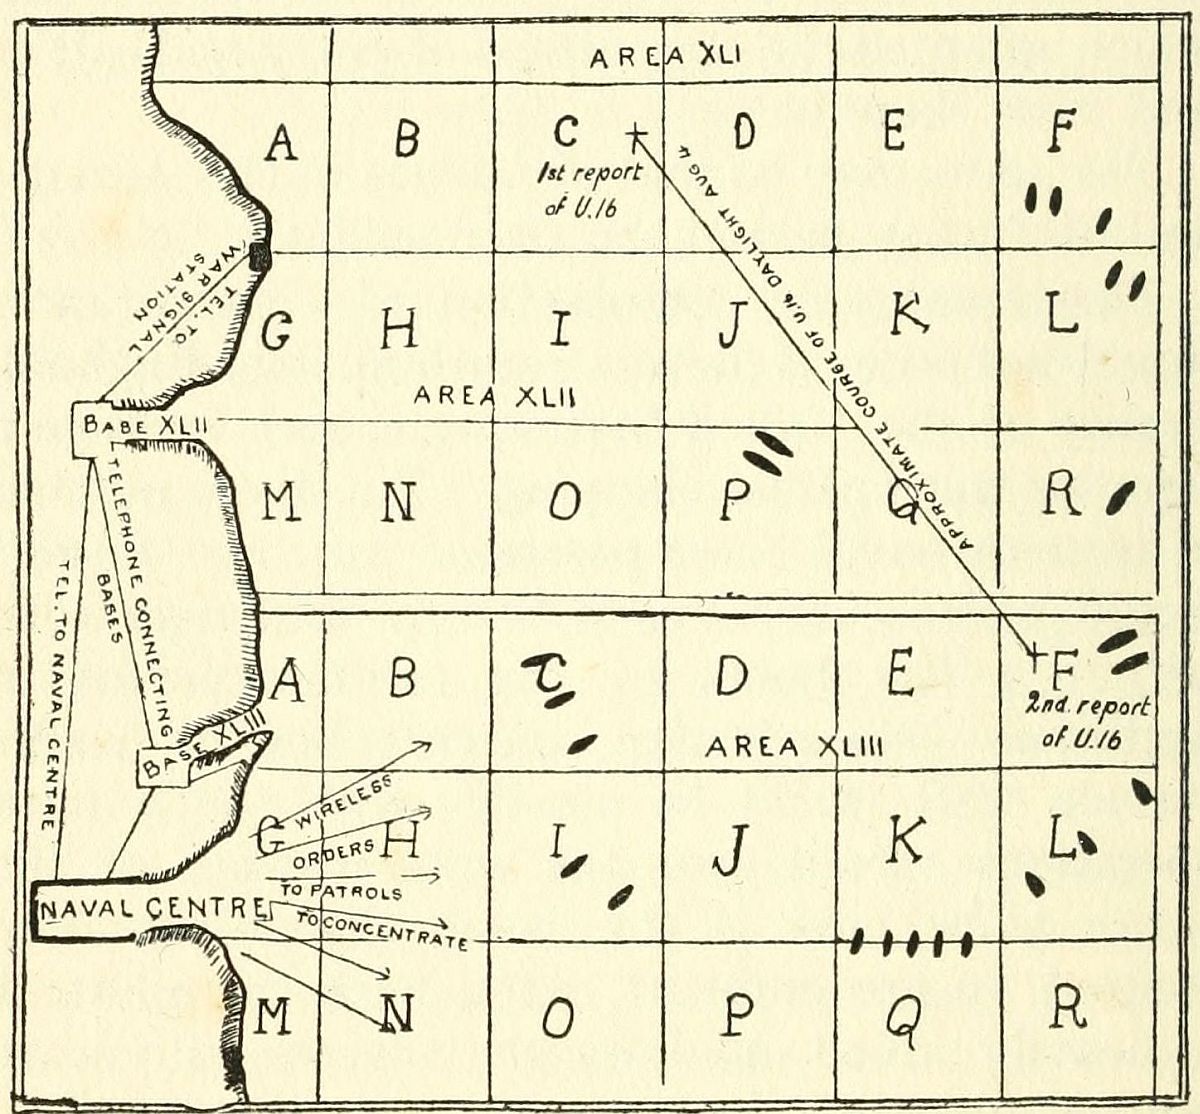 AREA XLI
A B C D E F
1st report
of U.16
APPROXIMATE COURSE OF U.16 DAYLIGHT AUG 4
TEL. TO
WAR SIGNAL
STATION
G H I J K L
AREA XLII
BASE XLII
M N O P Q R
TELEPHONE CONNECTING
BASES
TEL. TO NAVAL CENTRE
A B C D E F
2nd. report
of U.16
BASE XLIII
AREA XLIII
G H I J K L
WIRELESS
ORDERS
TO PATROLS
TO CONCENTRATE
NAVAL CENTRE
M N O P Q R